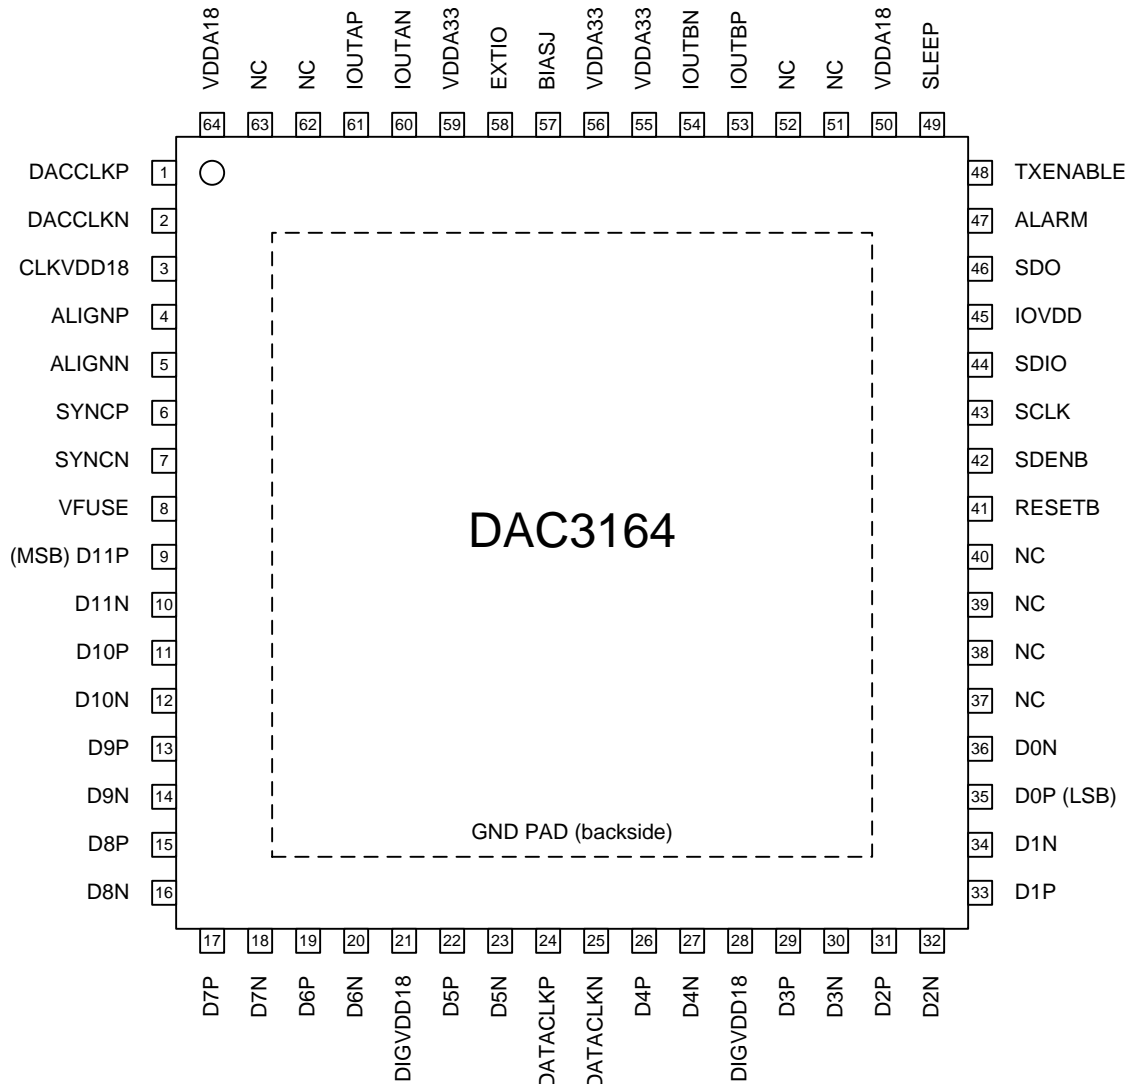 VDDA18
NC
NC
IOUTAP
IOUTAN
VDDA33
EXTIO
BIASJ
VDDA33
VDDA33
IOUTBN
IOUTBP
NC
NC
VDDA18
SLEEP
64 63 62 61 60 59 58 57 56 55 54 53 52 51 50 49
DACCLKP 1
48 TXENABLE
DACCLKN 2
47 ALARM
CLKVDD18 3
46 SDO
ALIGNP 4
45 IOVDD
ALIGNN 5
44 SDIO
SYNCP 6
43 SCLK
SYNCN 7
42 SDENB
VFUSE 8
41 RESETB
DAC3164
(MSB) D11P 9
40 NC
D11N 10
39 NC
D10P 11
38 NC
D10N 12
37 NC
D9P 13
36 D0N
D9N 14
35 D0P (LSB)
GND PAD (backside)
D8P 15
34 D1N
D8N 16
33 D1P
17 18 19 20 21 22 23 24 25 26 27 28 29 30 31 32
D7P
D7N
D6P
D6N
DIGVDD18
D5P
D5N
DATACLKP
DATACLKN
D4P
D4N
DIGVDD18
D3P
D3N
D2P
D2N